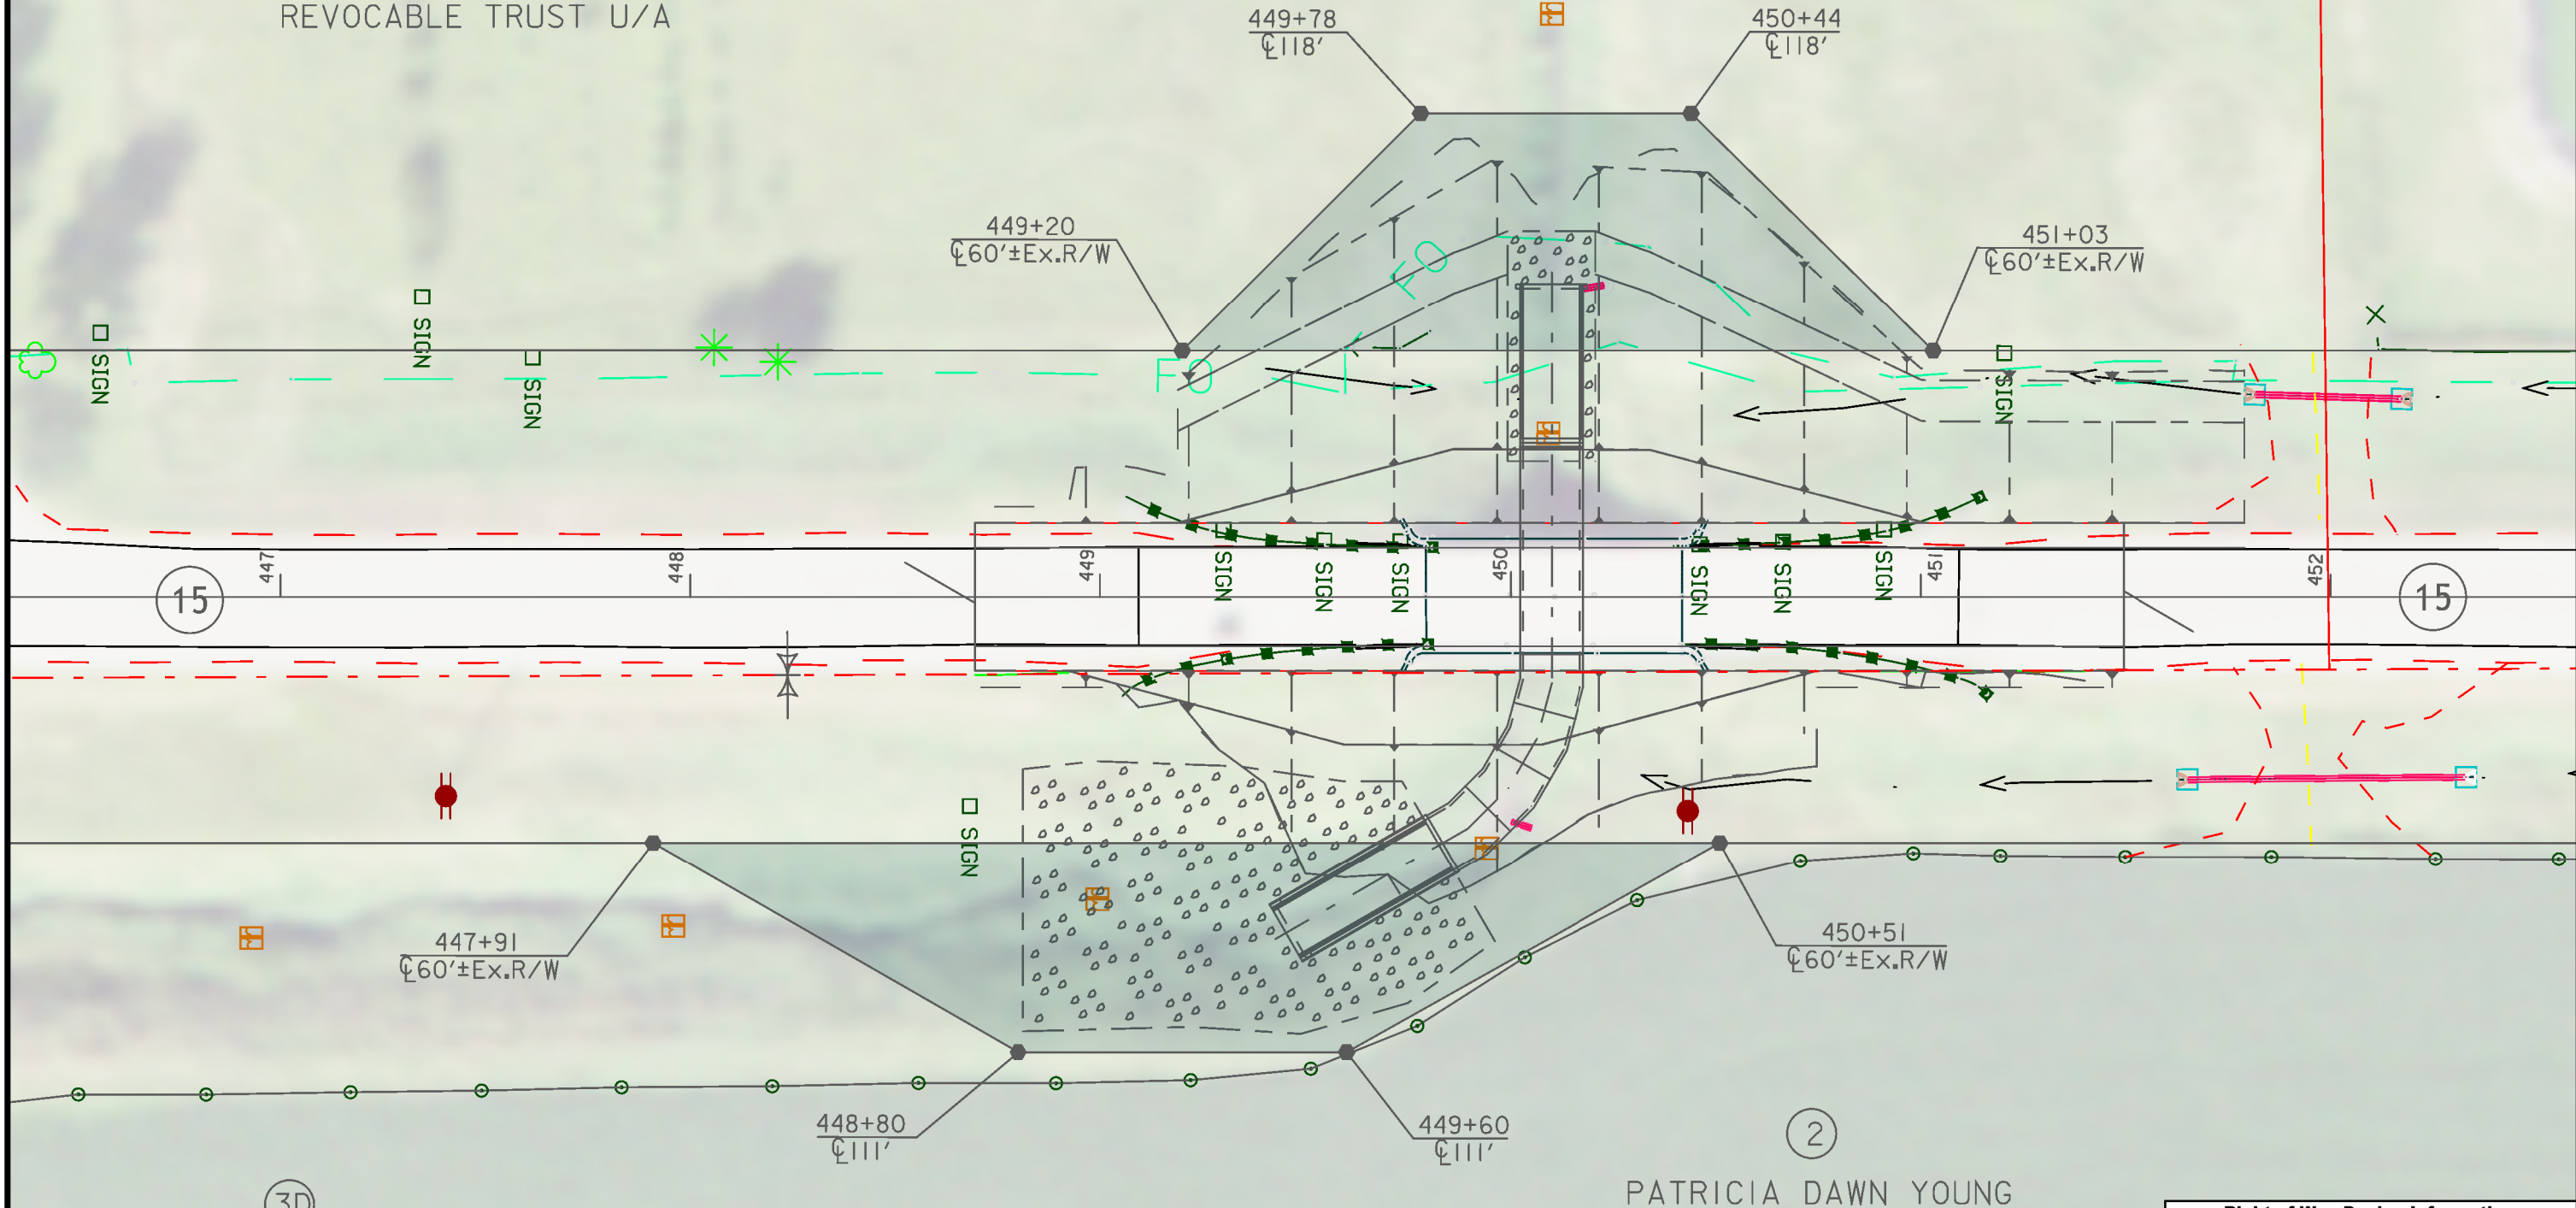 REVOCABLE TRUST U/A
449+78
℄118'
450+44
℄118'
449+20
℄60'±Ex.R/W
451+03
℄60'±Ex.R/W
FO
SIGN
SIGN
SIGN
FO
SIGN
447
448
449
450
451
452
15
SIGN
SIGN
SIGN
SIGN
SIGN
SIGN
15
SIGN
447+91
℄60'±Ex.R/W
450+51
℄60'±Ex.R/W
448+80
℄111'
449+60
℄111'
2
3D
PATRICIA DAWN YOUNG